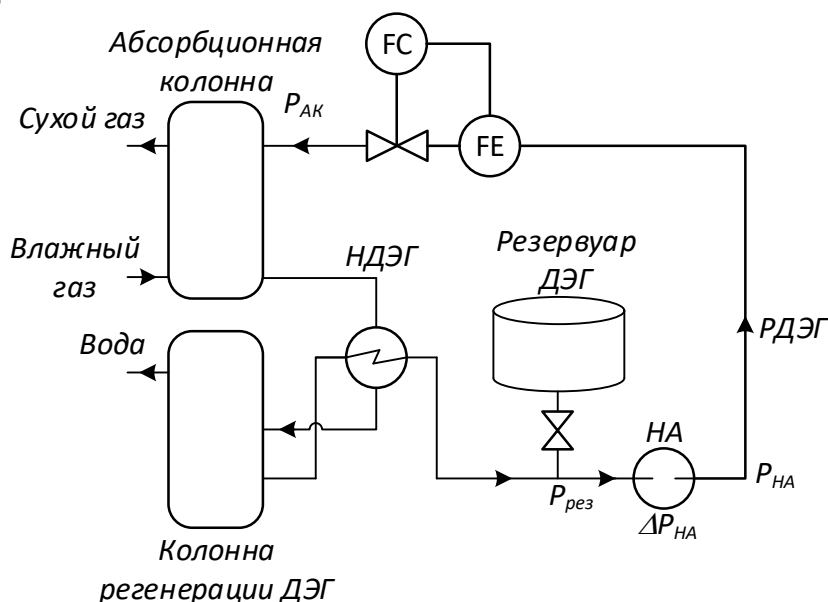 Абсорбционная
колонна
FC
Сухой газ
P_АК
FE
Влажный
газ
НДЭГ
Резервуар
ДЭГ
Вода
РДЭГ
НА
P_рез
P_НА
ΔP_НА
Колонна
регенерации ДЭГ